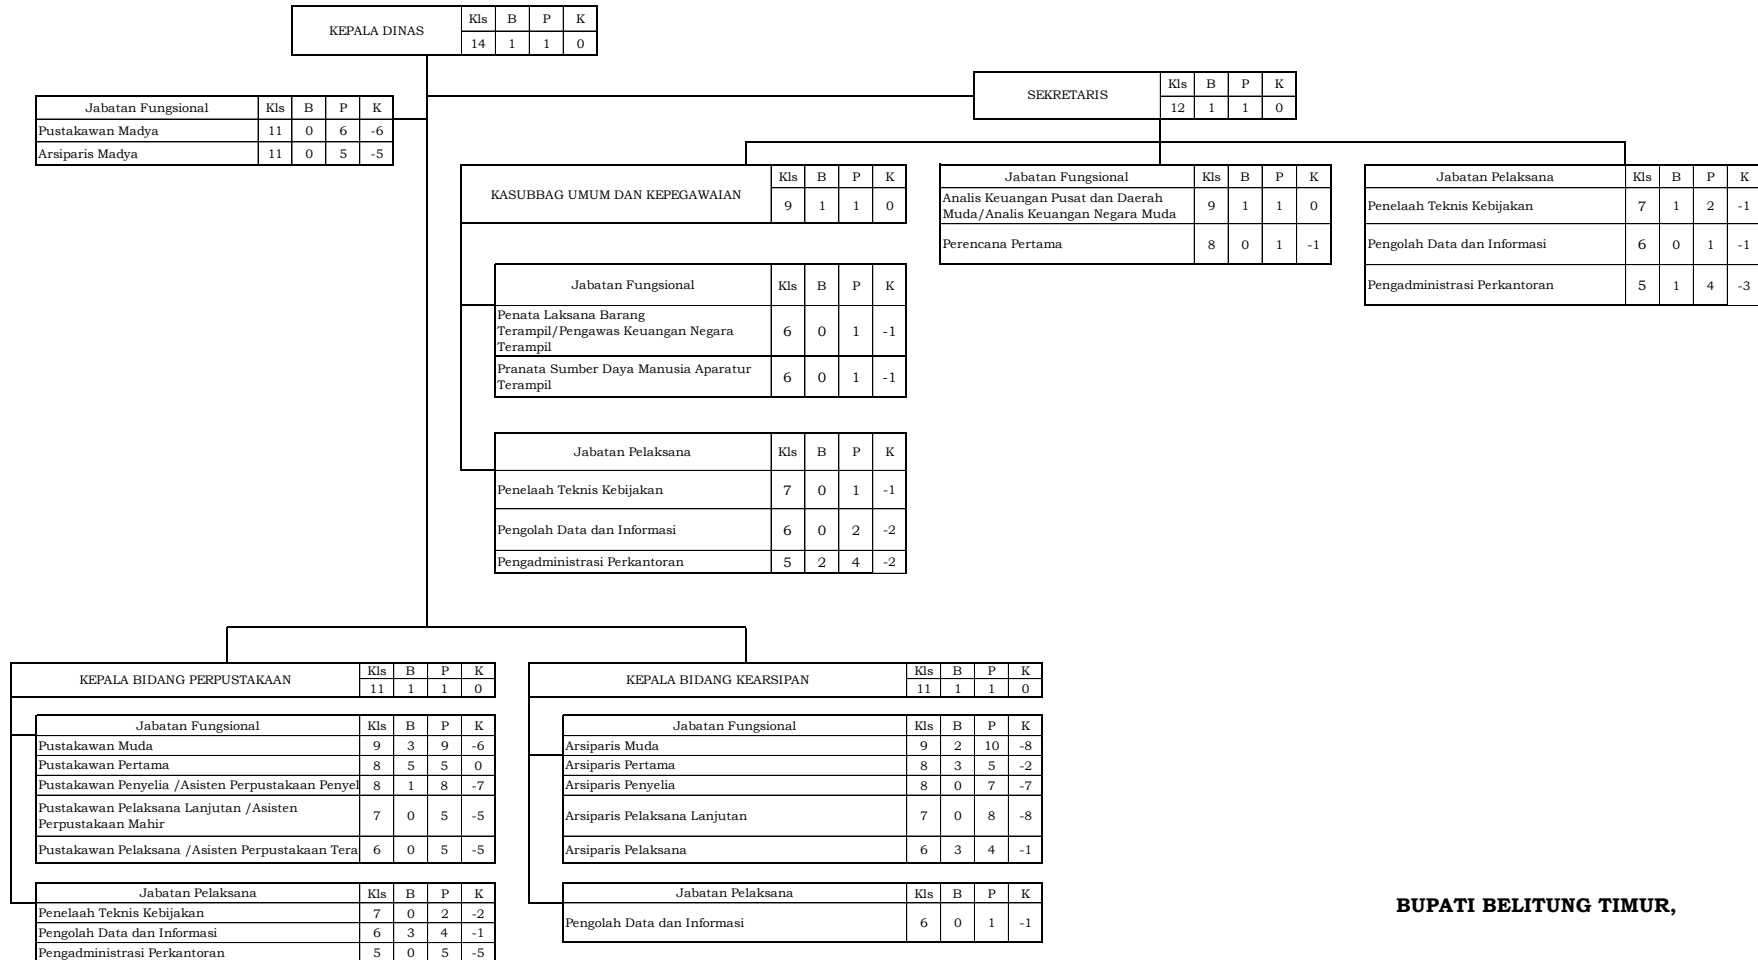 KEPALA DINAS Kls B P K
14 1 1 0
SEKRETARIS Kls B P K
12 1 1 0
Jabatan Fungsional Kls B P K
Pustakawan Madya 11 0 6 -6
Arsiparis Madya 11 0 5 -5
KASUBBAG UMUM DAN KEPEGAWAIAN Kls B P K
9 1 1 0
Jabatan Fungsional Kls B P K
Analis Keuangan Pusat dan Daerah
Muda/Analis Keuangan Negara Muda 9 1 1 0
Perencana Pertama 8 0 1 -1
Jabatan Pelaksana Kls B P K
Penelaah Teknis Kebijakan 7 1 2 -1
Pengolah Data dan Informasi 6 0 1 -1
Pengadministrasi Perkantoran 5 1 4 -3
Jabatan Fungsional Kls B P K
Penata Laksana Barang
Terampil/Pengawas Keuangan Negara
Terampil 6 0 1 -1
Pranata Sumber Daya Manusia Aparatur
Terampil 6 0 1 -1
Jabatan Pelaksana Kls B P K
Penelaah Teknis Kebijakan 7 0 1 -1
Pengolah Data dan Informasi 6 0 2 -2
Pengadministrasi Perkantoran 5 2 4 -2
KEPALA BIDANG PERPUSTAKAAN Kls B P K
11 1 1 0
Jabatan Fungsional Kls B P K
Pustakawan Muda 9 3 9 -6
Pustakawan Pertama 8 5 5 0
Pustakawan Penyelia /Asisten Perpustakaan Penyel 8 1 8 -7
Pustakawan Pelaksana Lanjutan /Asisten
Perpustakaan Mahir 7 0 5 -5
Pustakawan Pelaksana /Asisten Perpustakaan Tera 6 0 5 -5
Jabatan Pelaksana Kls B P K
Penelaah Teknis Kebijakan 7 0 2 -2
Pengolah Data dan Informasi 6 3 4 -1
Pengadministrasi Perkantoran 5 0 5 -5
KEPALA BIDANG KEARSIPAN Kls B P K
11 1 1 0
Jabatan Fungsional Kls B P K
Arsiparis Muda 9 2 10 -8
Arsiparis Pertama 8 3 5 -2
Arsiparis Penyelia 8 0 7 -7
Arsiparis Pelaksana Lanjutan 7 0 8 -8
Arsiparis Pelaksana 6 3 4 -1
Jabatan Pelaksana Kls B P K
Pengolah Data dan Informasi 6 0 1 -1
BUPATI BELITUNG TIMUR,